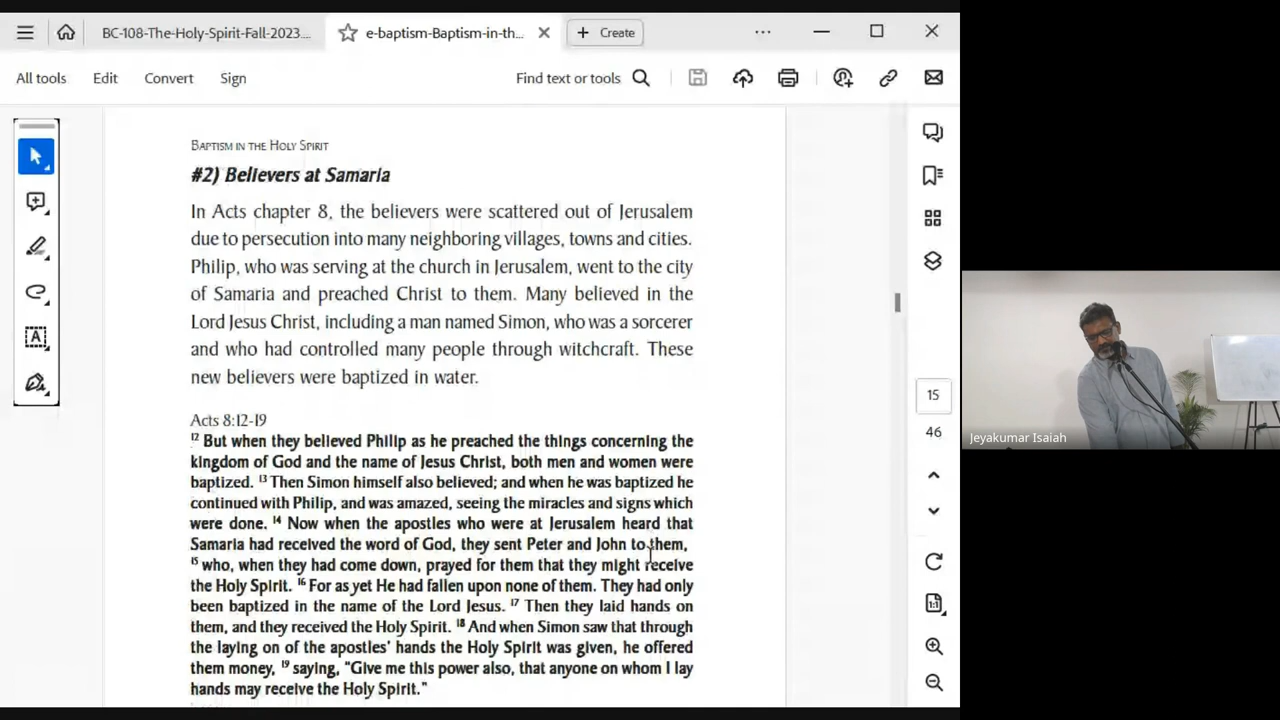 BC-108-The-Holy-Spirit-Fall-2023...
e-baptism-Baptism-in-th...
Create
All tools
Edit
Convert
Sign
Find text or tools
BAPTISM IN THE HOLY SPIRIT
#2) Believers at Samaria
In Acts chapter 8, the believers were scattered out of Jerusalem
due to persecution into many neighboring villages, towns and cities.
Philip, who was serving at the church in Jerusalem, went to the city
of Samaria and preached Christ to them. Many believed in the
Lord Jesus Christ, including a man named Simon, who was a sorcerer
and who had controlled many people through witchcraft. These
new believers were baptized in water.
Acts 8:12-19
12 But when they believed Philip as he preached the things concerning the
kingdom of God and the name of Jesus Christ, both men and women were
baptized. 13 Then Simon himself also believed; and when he was baptized he
continued with Philip, and was amazed, seeing the miracles and signs which
were done. 14 Now when the apostles who were at Jerusalem heard that
Samaria had received the word of God, they sent Peter and John to them,
15 who, when they had come down, prayed for them that they might receive
the Holy Spirit. 16 For as yet He had fallen upon none of them. They had only
been baptized in the name of the Lord Jesus. 17 Then they laid hands on
them, and they received the Holy Spirit. 18 And when Simon saw that through
the laying on of the apostles' hands the Holy Spirit was given, he offered
them money, 19 saying, "Give me this power also, that anyone on whom I lay
hands may receive the Holy Spirit."
15
46
1:1
Jeyakumar Isaiah